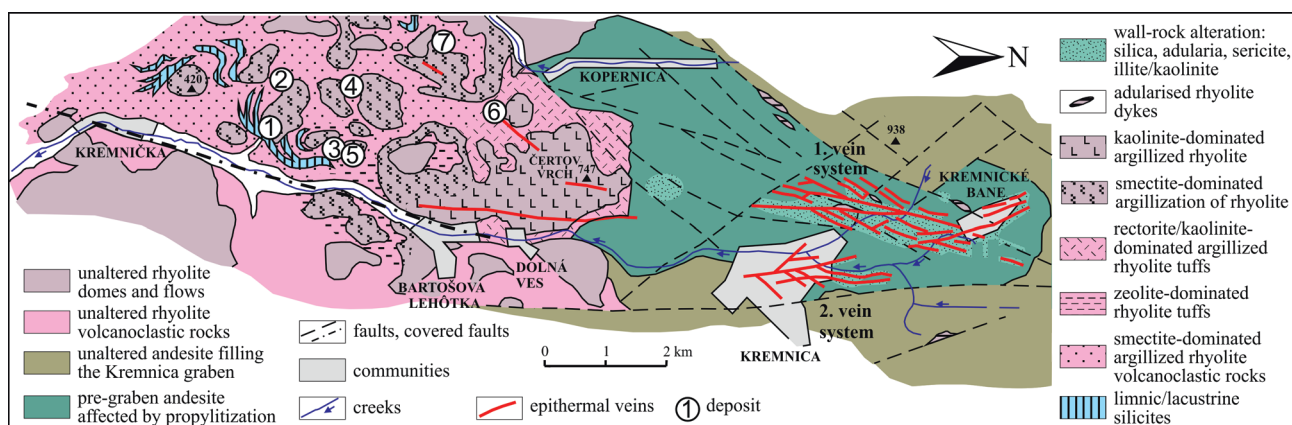 7
KOPERNICA
N
2
420
4
6
1
3
5
KREMNIČKA
ČERTOV
VRCH
747
938
1. vein
system
KREMNICKÉ
BANE
BARTOŠOVA
LEHÔTKA
DOLNÁ
VES
KREMNICA
2. vein
system
0 1 2 km
unaltered rhyolite
domes and flows
unaltered rhyolite
volcanoclastic rocks
unaltered andesite filling
the Kremnica graben
pre-graben andesite
affected by propylitization
faults, covered faults
communities
creeks
epithermal veins
1 deposit
wall-rock alteration:
silica, adularia, sericite,
illite/kaolinite
adularised rhyolite
dykes
kaolinite-dominated
argillized rhyolite
smectite-dominated
argillization of rhyolite
rectorite/kaolinite-
dominated argillized
rhyolite tuffs
zeolite-dominated
rhyolite tuffs
smectite-dominated
argillized rhyolite
volcanoclastic rocks
limnic/lacustrine
silicites